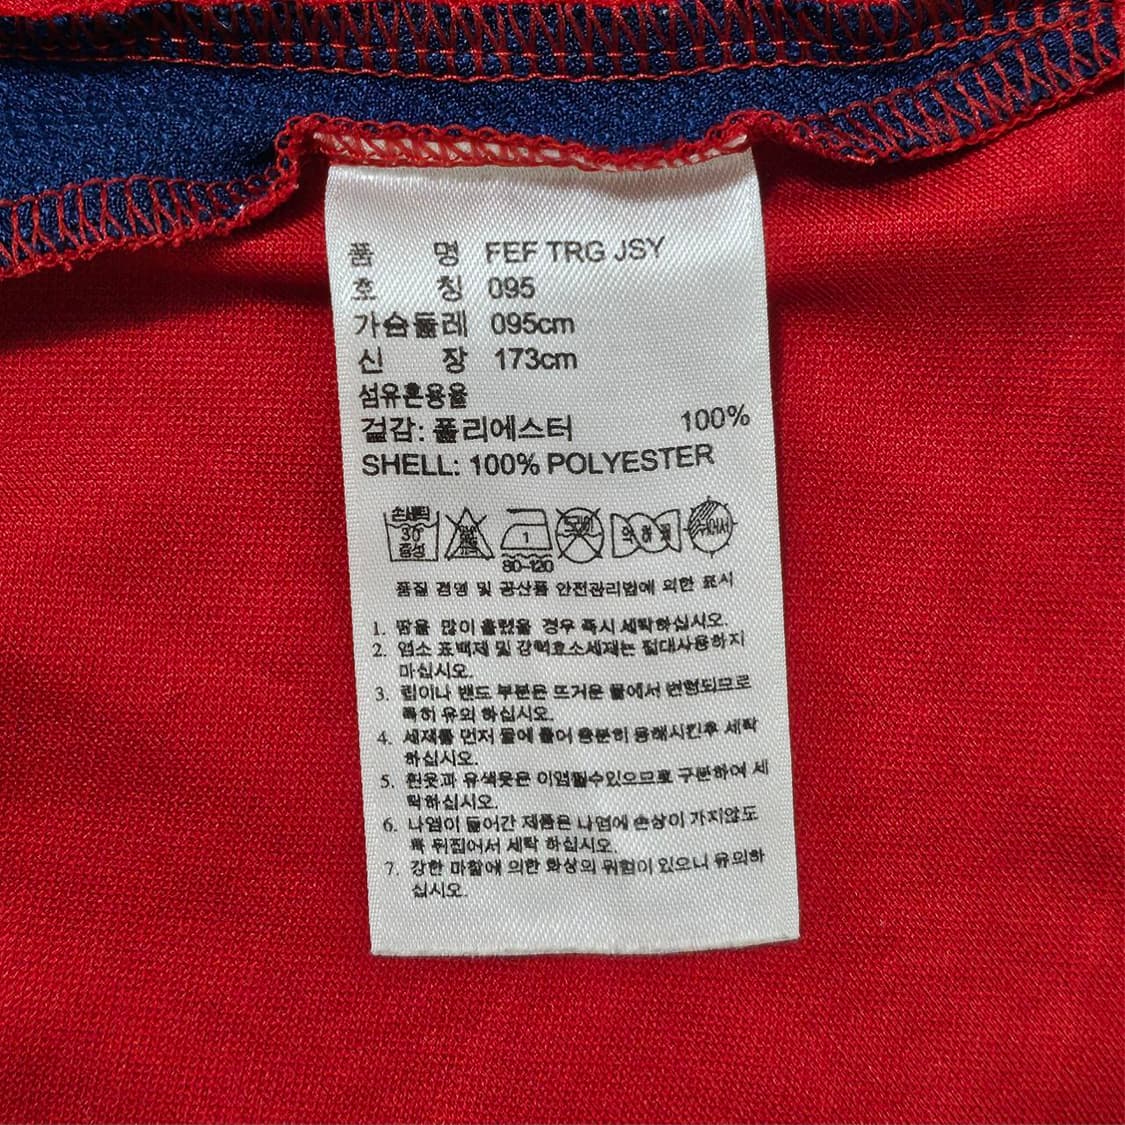 품 명 FEF TRG JSY
호 칭 095
가슴둘레 095cm
신 장 173cm
섬유혼용율
겉감: 폴리에스터 100%
SHELL: 100% POLYESTER
손세탁 30° 중성
1
80-120
약하게
뉘어서
품질 경영 및 공산품 안전관리법에 의한 표시
1. 땀을 많이 흘렸을 경우 즉시 세탁하십시오.
2. 염소 표백제 및 강력효소세제는 절대사용하지
마십시오.
3. 립이나 밴드 부분은 뜨거운 물에서 변형되므로
특히 유의 하십시오.
4. 세제를 먼저 물에 풀어 충분히 용해시킨후 세탁
하십시오.
5. 흰옷과 유색옷은 이염될수있으므로 구분하여 세
탁하십시오.
6. 나염이 들어간 제품은 나염에 손상이 가지않도
록 뒤집어서 세탁 하십시오.
7. 강한 마찰에 의한 화상의 위험이 있으니 유의하
십시오.